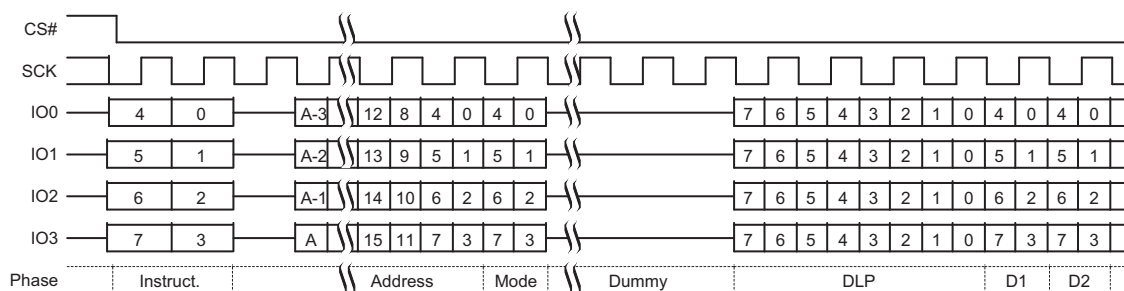 CS#
SCK
IO0 4 0 A-3 12 8 4 0 4 0 7 6 5 4 3 2 1 0 4 0 4 0
IO1 5 1 A-2 13 9 5 1 5 1 7 6 5 4 3 2 1 0 5 1 5 1
IO2 6 2 A-1 14 10 6 2 6 2 7 6 5 4 3 2 1 0 6 2 6 2
IO3 7 3 A 15 11 7 3 7 3 7 6 5 4 3 2 1 0 7 3 7 3
Phase Instruct. Address Mode Dummy DLP D1 D2